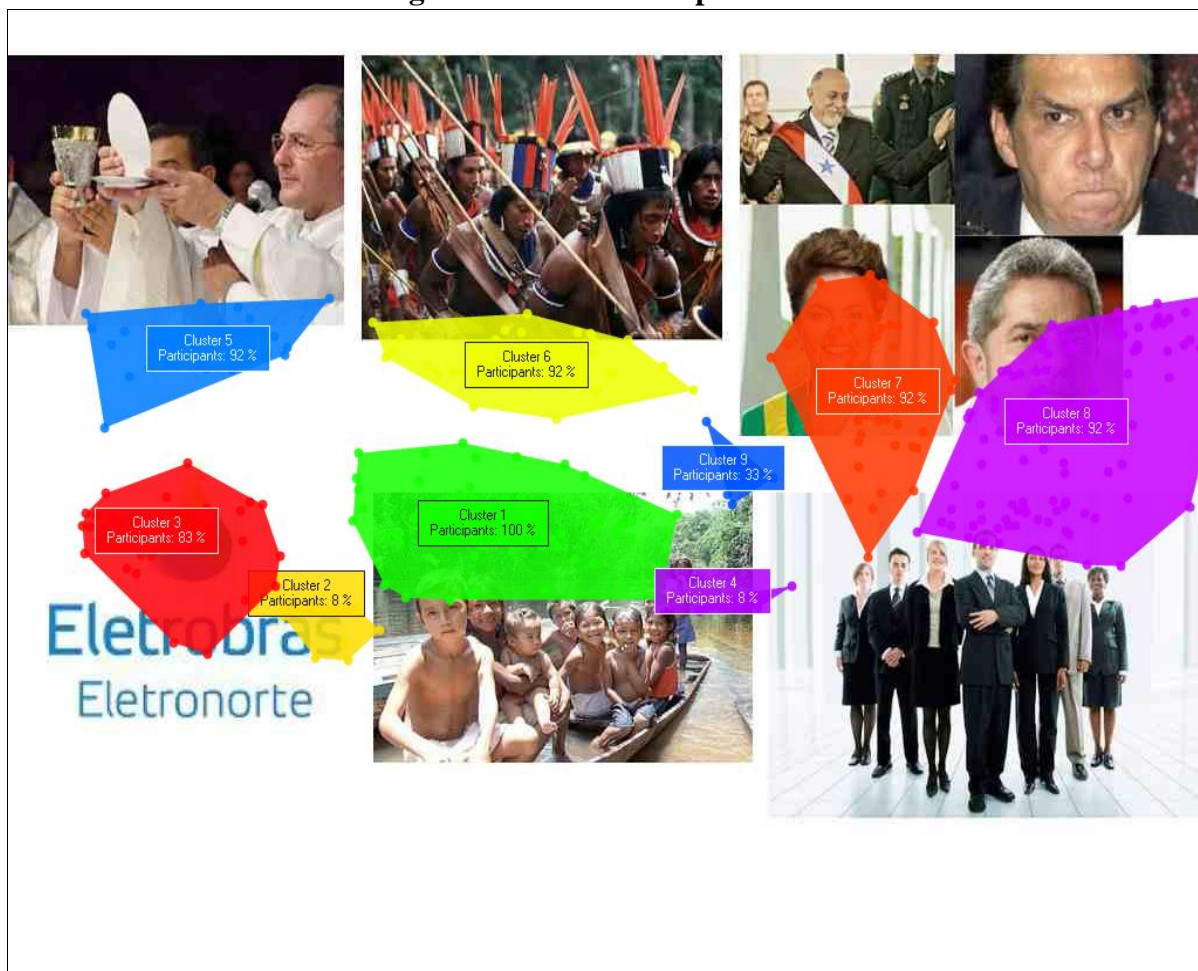 Cluster 5
Participants: 92 %
Cluster 6
Participants: 92 %
Cluster 7
Participants: 92 %
Cluster 8
Participants: 92 %
Cluster 9
Participants: 33 %
Cluster 3
Participants: 83 %
Cluster 1
Participants: 100 %
Cluster 2
Participants: 8 %
Cluster 4
Participants: 8 %
Eletrobras
Eletronorte